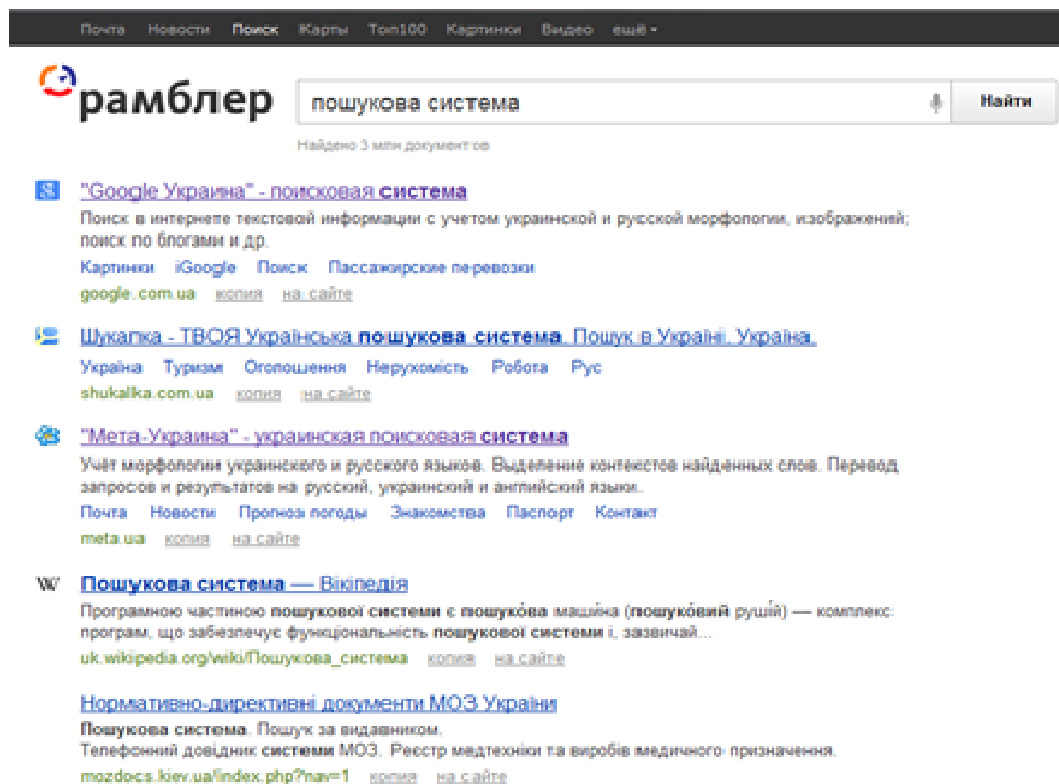 Почта Новости Поиск Карты Топ100 Картинки Видео ещё
рамблер пошукова система Найти
Найдено 3 млн документов
"Google Украина" - поисковая система
Поиск в интернете текстовой информации с учетом украинской и русской морфологии, изображений;
поиск по блогами и др.
Картинки iGoogle Поиск Пассажирские перевозки
google.com.ua копия на сайте
Шукалка - ТВОЯ Українська пошукова система. Пошук в Україні. Україна.
Україна Туризм Оголошення Нерухомість Робота Рус
shukalka.com.ua копия на сайте
"Мета-Украина" - украинская поисковая система
Учёт морфологии украинского и русского языков. Выделение контекстов найденных слов. Перевод
запросов и результатов на русский, украинский и английский языки.
Почта Новости Прогноз погоды Знакомства Паспорт Контакт
meta.ua копия на сайте
W Пошукова система — Вікіпедія
Програмною частиною пошукової системи є пошуко́ва маши́на (пошуко́вий руші́й) — комплекс
програм, що забезпечує функціональність пошукової системи і, зазвичай...
uk.wikipedia.org/wiki/Пошукова_система копия на сайте
Нормативно-директивні документи МОЗ України
Пошукова система. Пошук за видавником.
Телефонний довідник системи МОЗ. Реєстр медтехніки та виробів медичного призначення.
mozdocs.kiev.ua/index.php?nav=1 копия на сайте